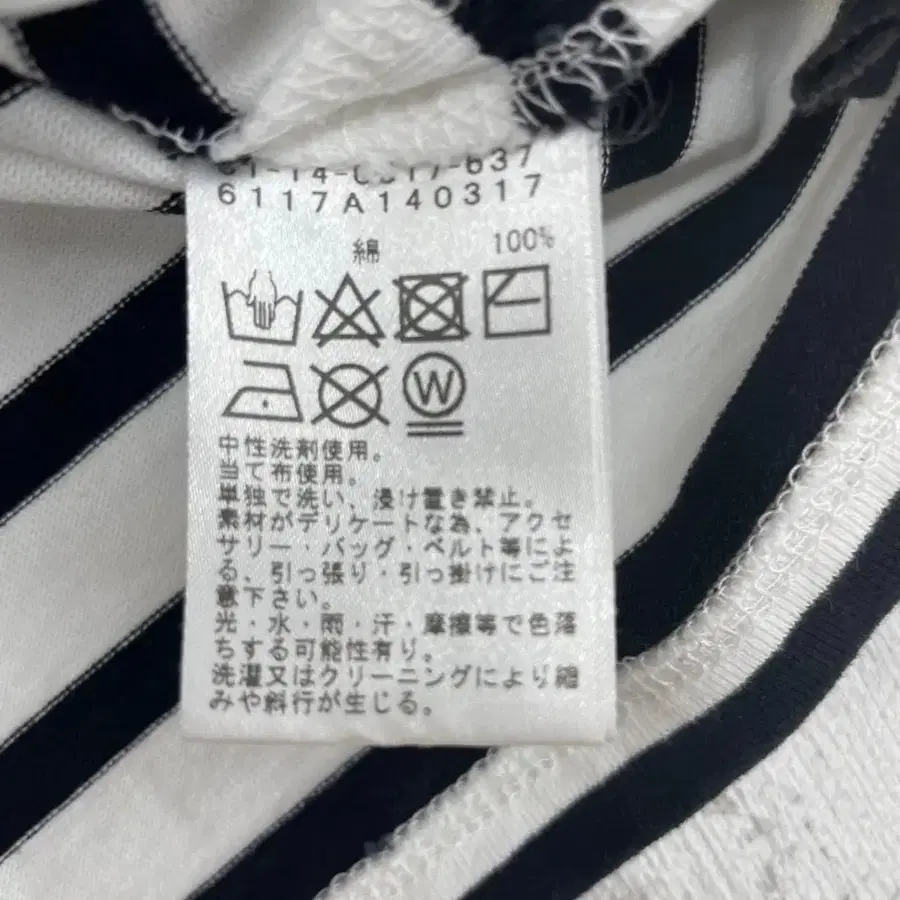 6117A140317
綿 100%
W
中性洗剤使用。
当て布使用。
単独で洗い、浸け置き禁止。
素材がデリケートな為、アクセ
サリー・バッグ・ベルト等によ
る、引っ張り・引っ掛けにご注
意下さい。
光・水・雨・汗・摩擦等で色落
ちする可能性有り。
洗濯又はクリーニングにより縮
みや斜行が生じる。